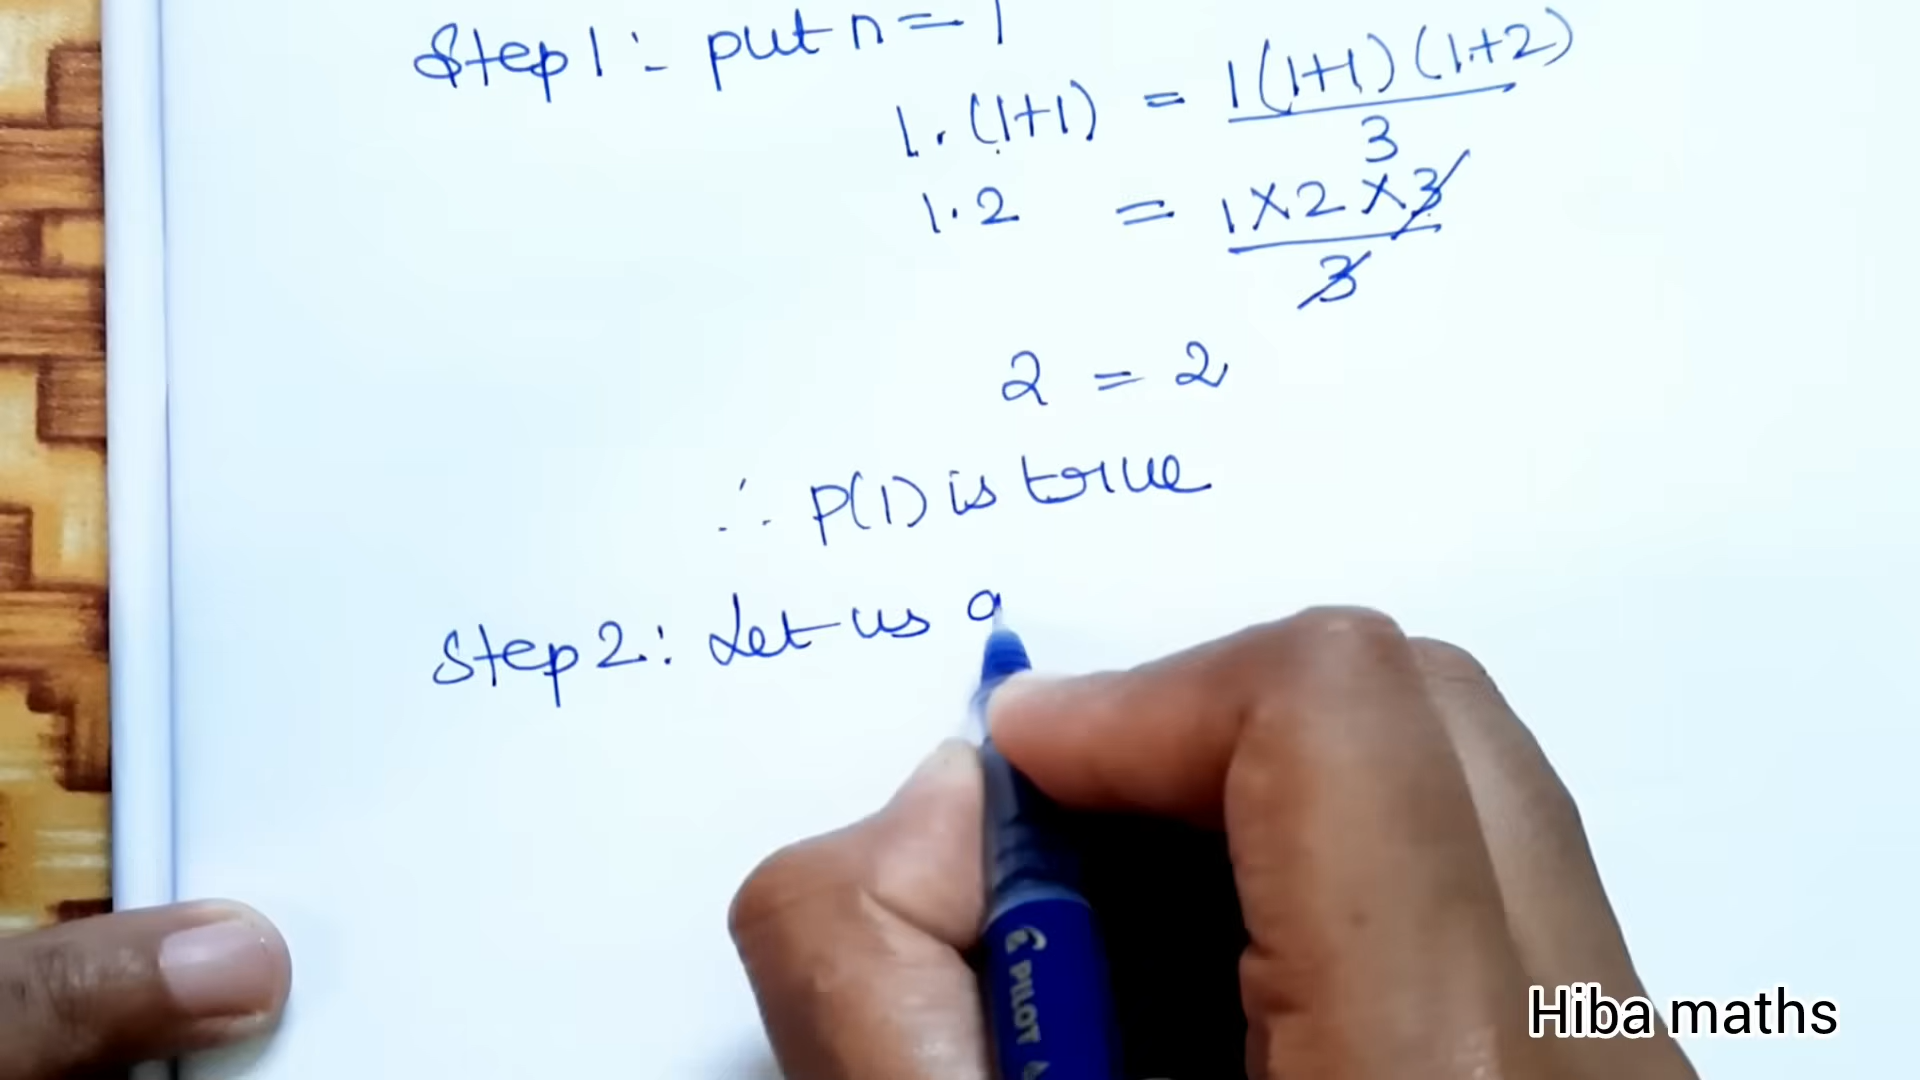 Step 1 :- put n = 1
1 . (1+1) = 1(1+1)(1+2)
3
1.2 = 1×2×3
3
2 = 2
∴ P(1) is true
Step 2 : Let us a
PILOT
Hiba maths